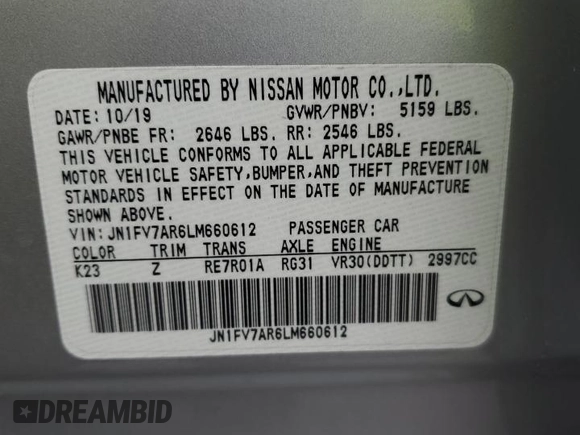 MANUFACTURED BY NISSAN MOTOR CO.,LTD.
DATE: 10/19 GVWR/PNBV: 5159 LBS.
GAWR/PNBE FR: 2646 LBS. RR: 2546 LBS.
THIS VEHICLE CONFORMS TO ALL APPLICABLE FEDERAL
MOTOR VEHICLE SAFETY,BUMPER,AND THEFT PREVENTION
STANDARDS IN EFFECT ON THE DATE OF MANUFACTURE
SHOWN ABOVE.
VIN: JN1FV7AR6LM660612 PASSENGER CAR
COLOR TRIM TRANS AXLE ENGINE
K23 Z RE7R01A RG31 VR30(DDTT) 2997CC
JN1FV7AR6LM660612
DREAMBID